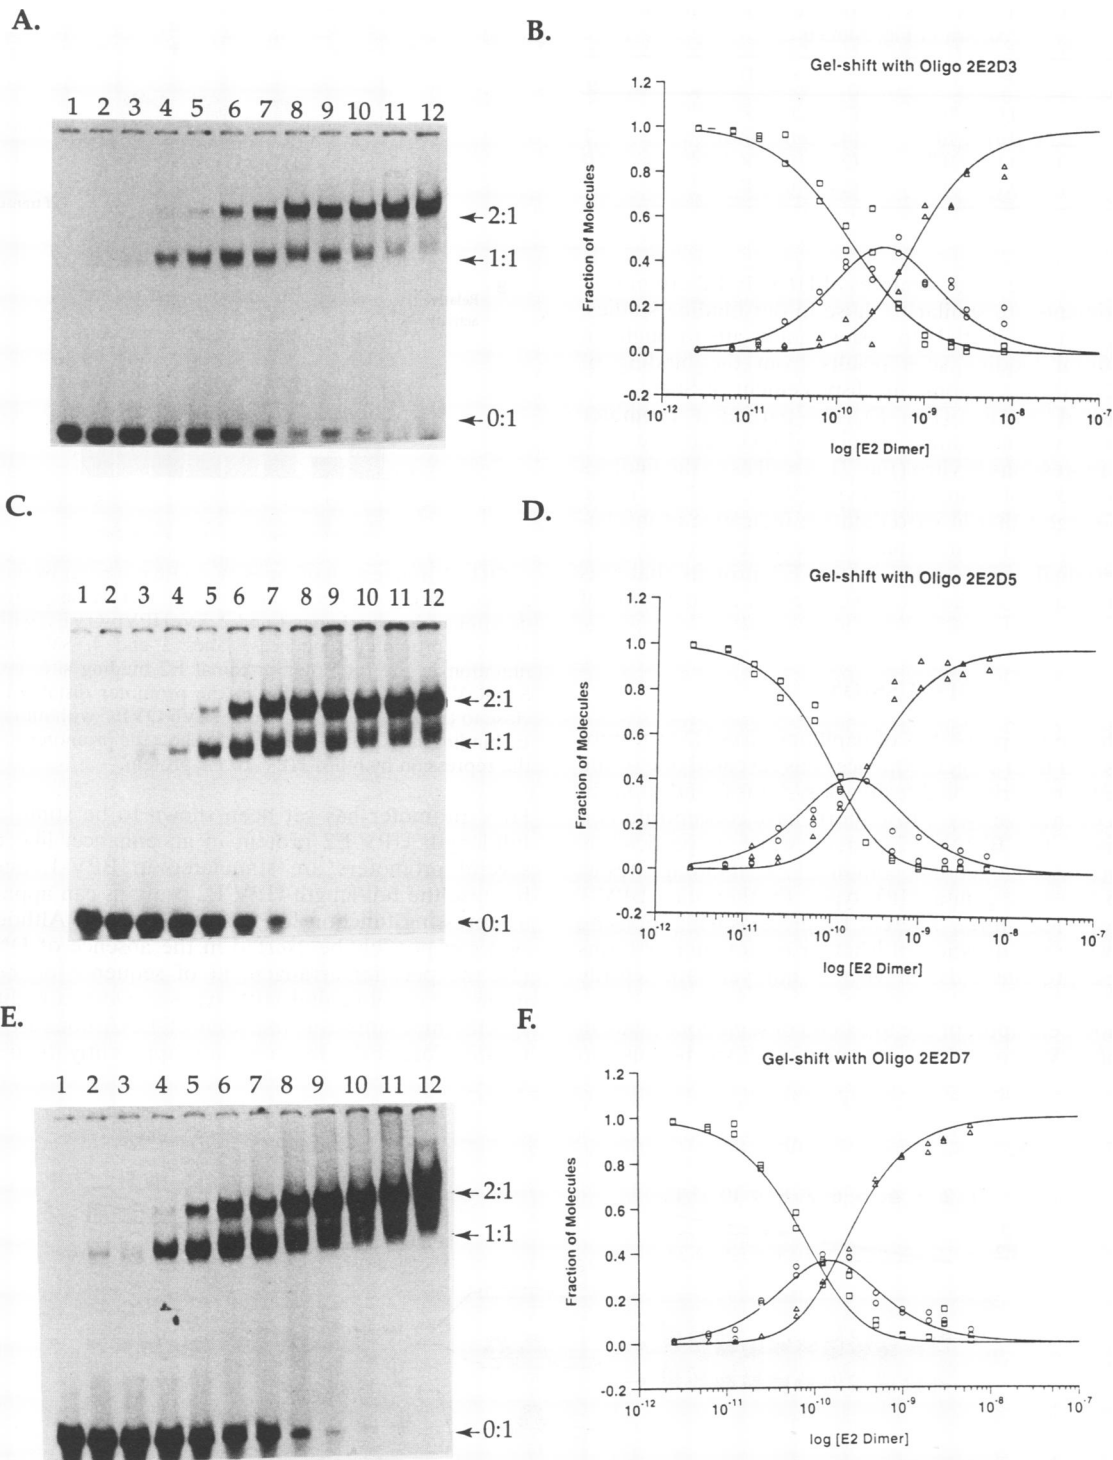 A.
1 2 3 4 5 6 7 8 9 10 11 12
2:1
1:1
0:1
B.
Gel-shift with Oligo 2E2D3
Fraction of Molecules
1.2
1.0
0.8
0.6
0.4
0.2
0.0
-0.2
10^-12 10^-11 10^-10 10^-9 10^-8 10^-7
log [E2 Dimer]
C.
1 2 3 4 5 6 7 8 9 10 11 12
2:1
1:1
0:1
D.
Gel-shift with Oligo 2E2D5
Fraction of Molecules
1.2
1.0
0.8
0.6
0.4
0.2
0.0
-0.2
10^-12 10^-11 10^-10 10^-9 10^-8 10^-7
log [E2 Dimer]
E.
1 2 3 4 5 6 7 8 9 10 11 12
2:1
1:1
0:1
F.
Gel-shift with Oligo 2E2D7
Fraction of Molecules
1.2
1.0
0.8
0.6
0.4
0.2
0.0
-0.2
10^-12 10^-11 10^-10 10^-9 10^-8 10^-7
log [E2 Dimer]